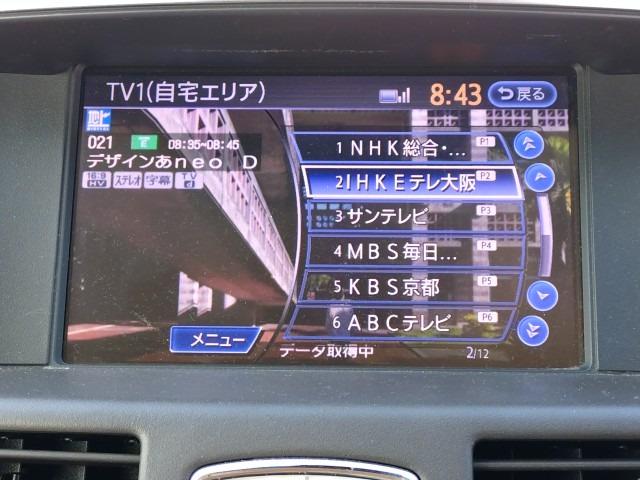 TV1(自宅エリア)
8:43
戻る
021 E 08:35~08:45
デザインあneo D
16:9 HV ステレオ 字幕 TV d
1 NHK総合・... P1
2 IHKEテレ大阪 P2
3 サンテレビ P3
4 MBS毎日... P4
5 KBS京都 P5
6 ABCテレビ P6
メニュー
データ取得中
2/12